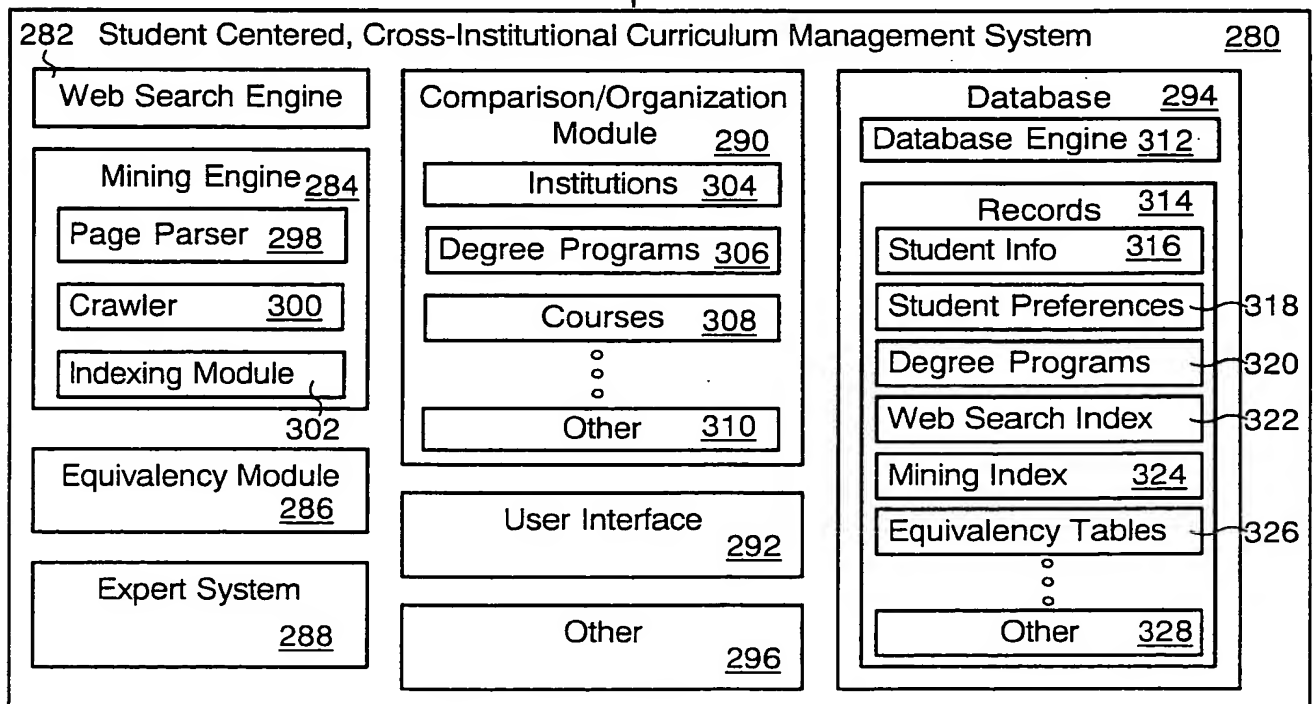 282 Student Centered, Cross-Institutional Curriculum Management System 280
Web Search Engine
Mining Engine 284
Page Parser 298
Crawler 300
Indexing Module
302
Equivalency Module
286
Expert System
288
Comparison/Organization
Module 290
Institutions 304
Degree Programs 306
Courses 308
Other 310
User Interface
292
Other
296
Database 294
Database Engine 312
Records 314
Student Info 316
Student Preferences 318
Degree Programs 320
Web Search Index 322
Mining Index 324
Equivalency Tables 326
Other 328